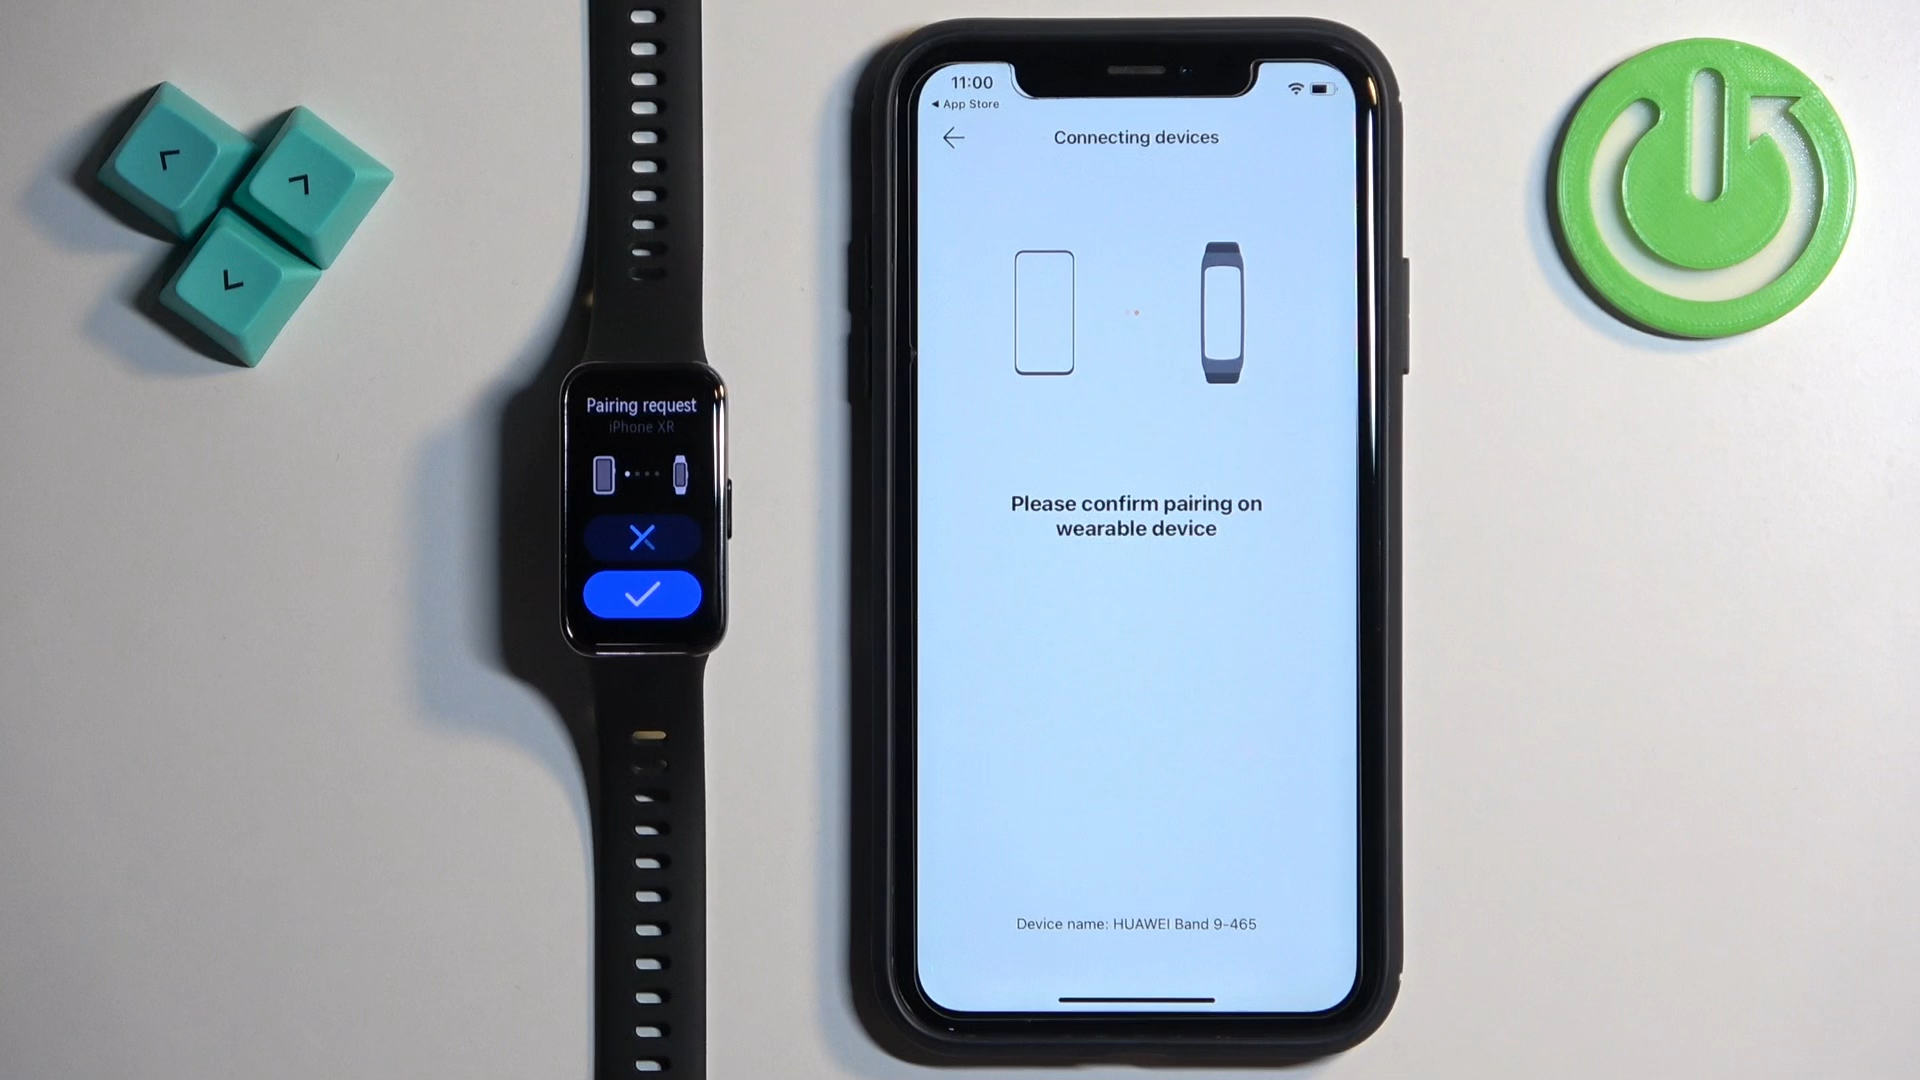 Pairing request
iPhone XR
11:00
App Store
Connecting devices
Please confirm pairing on
wearable device
Device name: HUAWEI Band 9-465